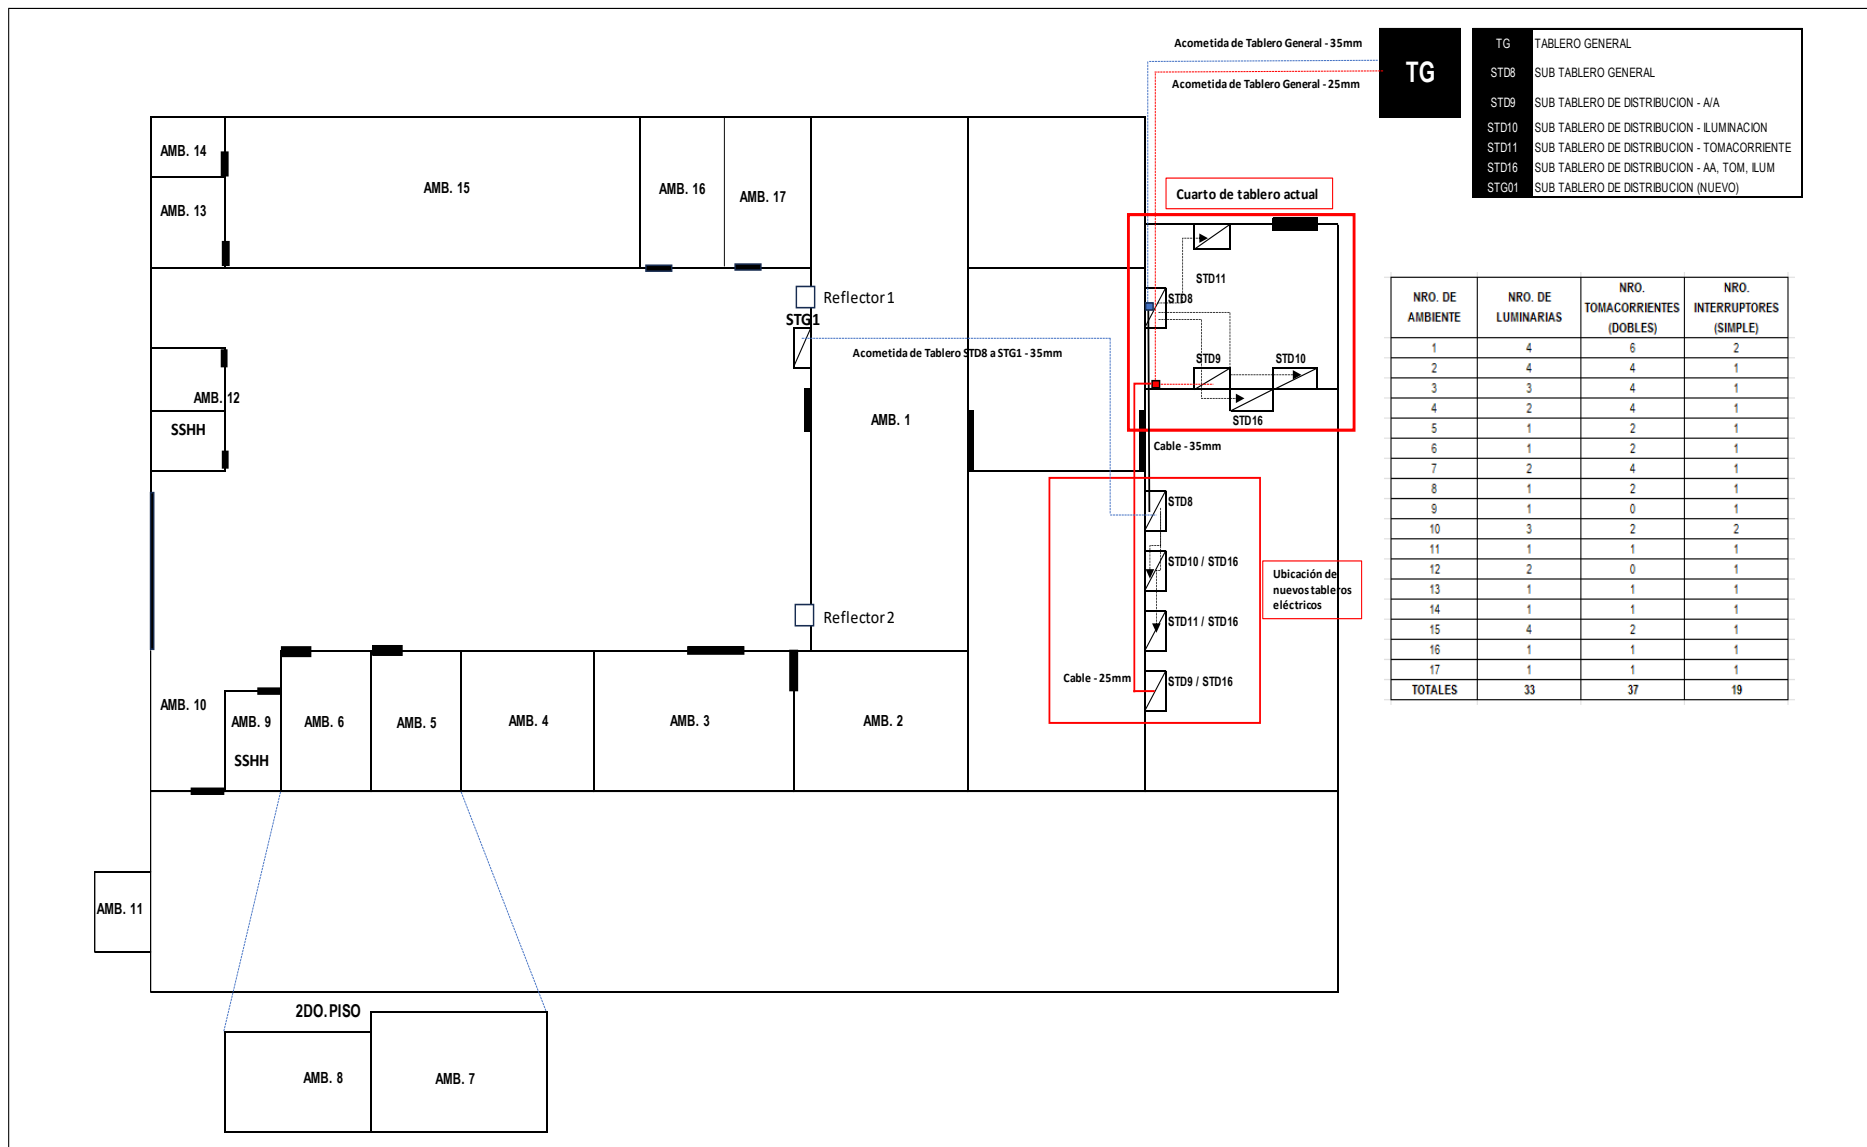 Acometida de Tablero General - 35mm
Acometida de Tablero General - 25mm
TG
TG TABLERO GENERAL
STD8 SUB TABLERO GENERAL
STD9 SUB TABLERO DE DISTRIBUCION - A/A
STD10 SUB TABLERO DE DISTRIBUCION - ILUMINACION
STD11 SUB TABLERO DE DISTRIBUCION - TOMACORRIENTE
STD16 SUB TABLERO DE DISTRIBUCION - AA, TOM, ILUM
STG01 SUB TABLERO DE DISTRIBUCION (NUEVO)
AMB. 14
AMB. 13
AMB. 15
AMB. 16
AMB. 17
Cuarto de tablero actual
STD11
STD8
STD9
STD10
STD16
Reflector 1
STG1
Acometida de Tablero STD8 a STG1 - 35mm
AMB. 12
SSHH
AMB. 1
Cable - 35mm
STD8
STD10 / STD16
STD11 / STD16
STD9 / STD16
Cable - 25mm
Ubicación de
nuevos tableros
eléctricos
Reflector 2
AMB. 10
AMB. 9
SSHH
AMB. 6
AMB. 5
AMB. 4
AMB. 3
AMB. 2
AMB. 11
2DO. PISO
AMB. 8
AMB. 7
NRO. DE AMBIENTE NRO. DE LUMINARIAS NRO. TOMACORRIENTES (DOBLES) NRO. INTERRUPTORES (SIMPLE)
1 4 6 2
2 4 4 1
3 3 4 1
4 2 4 1
5 1 2 1
6 1 2 1
7 2 4 1
8 1 2 1
9 1 0 1
10 3 2 2
11 1 1 1
12 2 0 1
13 1 1 1
14 1 1 1
15 4 2 1
16 1 1 1
17 1 1 1
TOTALES 33 37 19